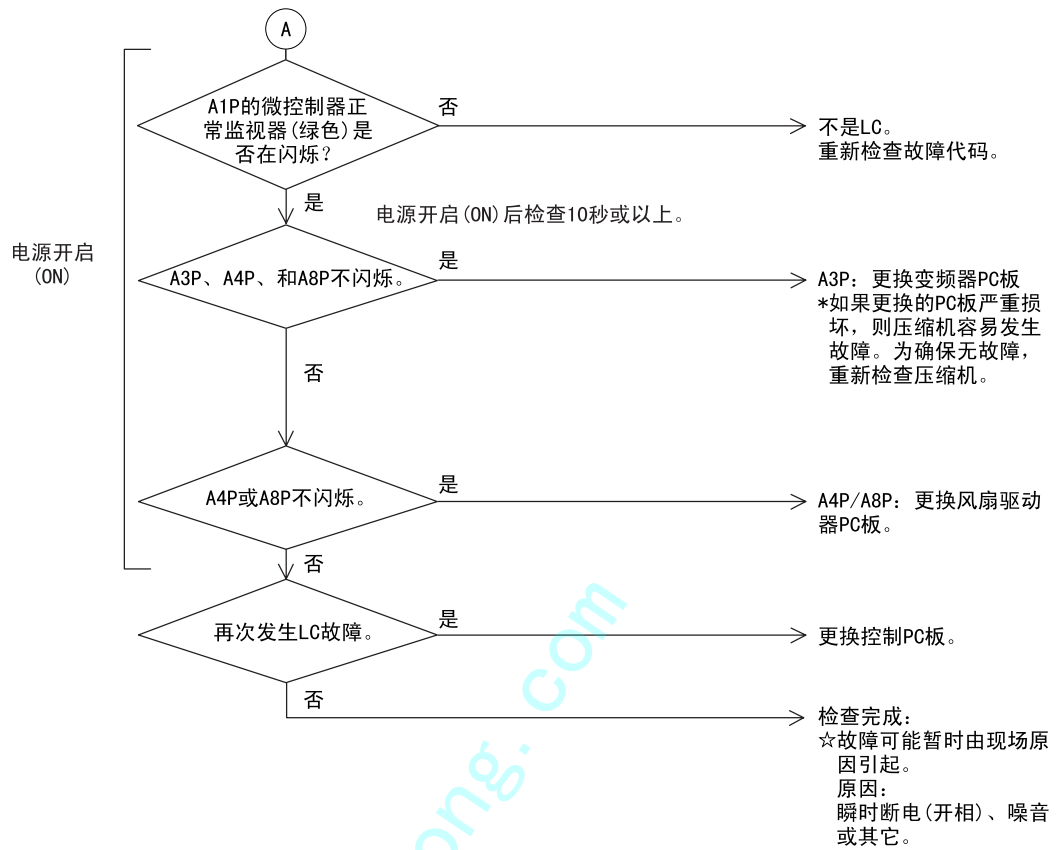 A
A1P的微控制器正
常监视器(绿色)是
否在闪烁？
否
不是LC。
重新检查故障代码。
是
电源开启(ON)后检查10秒或以上。
电源开启
(ON)
A3P、A4P、和A8P不闪烁。
是
A3P：更换变频器PC板
*如果更换的PC板严重损
坏，则压缩机容易发生
故障。为确保无故障，
重新检查压缩机。
否
A4P或A8P不闪烁。
是
A4P/A8P：更换风扇驱动
器PC板。
否
再次发生LC故障。
是
更换控制PC板。
否
检查完成：
☆故障可能暂时由现场原
因引起。
原因：
瞬时断电(开相)、噪音
或其它。
ong. com